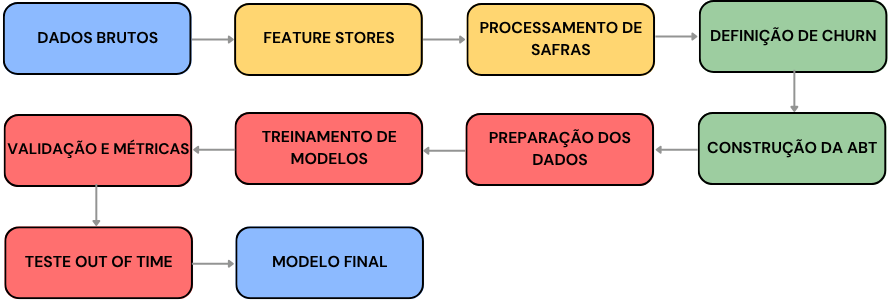 DADOS BRUTOS
FEATURE STORES
PROCESSAMENTO DE
SAFRAS
DEFINIÇÃO DE CHURN
CONSTRUÇÃO DA ABT
PREPARAÇÃO DOS
DADOS
TREINAMENTO DE
MODELOS
VALIDAÇÃO E MÉTRICAS
TESTE OUT OF TIME
MODELO FINAL